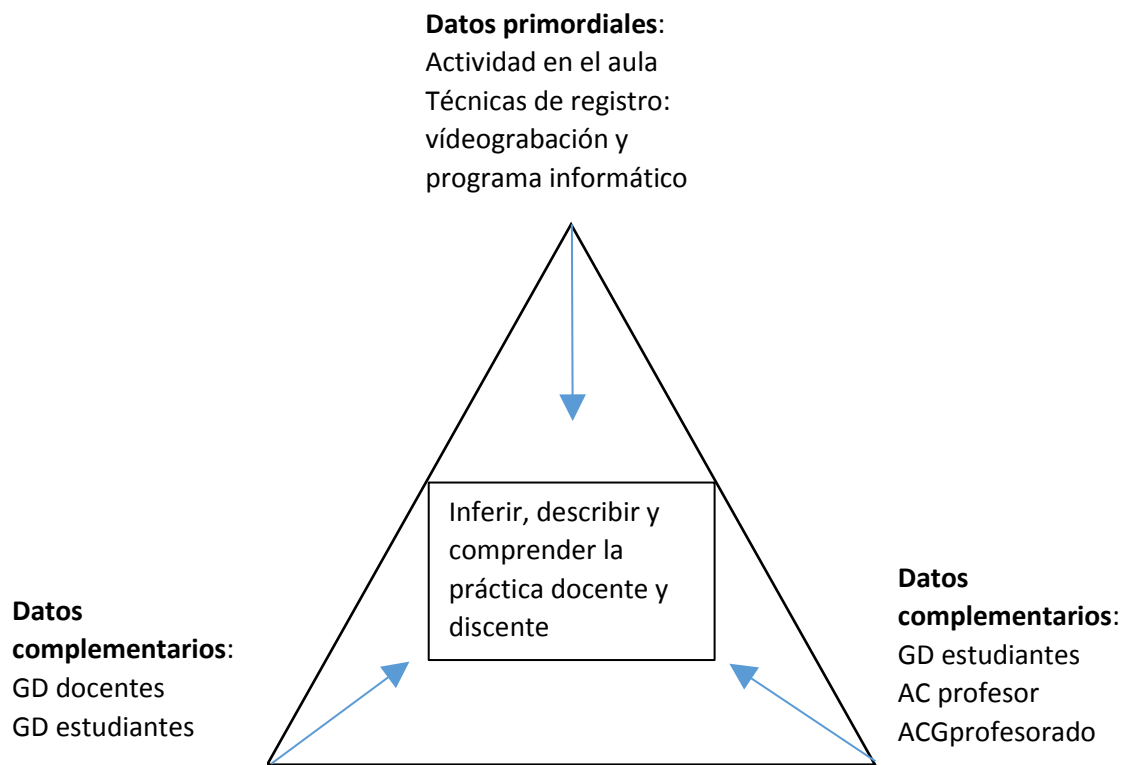 Datos primordiales:
Actividad en el aula
Técnicas de registro:
vídeograbación y
programa informático
Inferir, describir y
comprender la
práctica docente y
discente
Datos
complementarios:
GD docentes
GD estudiantes
Datos
complementarios:
GD estudiantes
AC profesor
ACGprofesorado